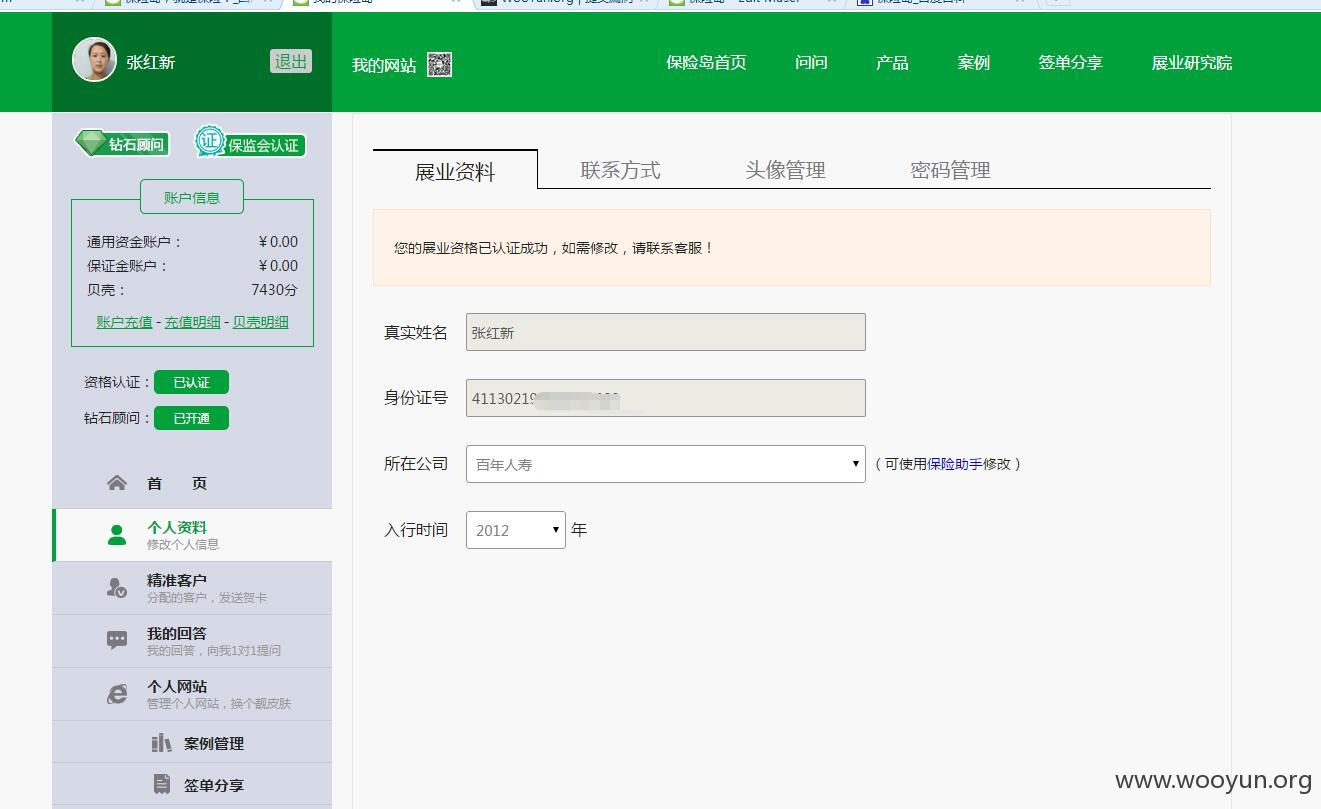 张红新
退出
我的网站
保险岛首页
问问
产品
案例
签单分享
展业研究院
钻石顾问
保监会认证
账户信息
通用资金账户： ￥0.00
保证金账户： ￥0.00
贝壳： 7430分
账户充值 - 充值明细 - 贝壳明细
资格认证： 已认证
钻石顾问： 已开通
首 页
个人资料
修改个人信息
精准客户
分配的客户，发送贺卡
我的回答
我的回答，向我1对1提问
个人网站
管理个人网站，换个靓皮肤
案例管理
签单分享
展业资料
联系方式
头像管理
密码管理
您的展业资格已认证成功，如需修改，请联系客服！
真实姓名 张红新
身份证号 41130219
所在公司 百年人寿 （可使用保险助手修改）
入行时间 2012 年
www.wooyun.org